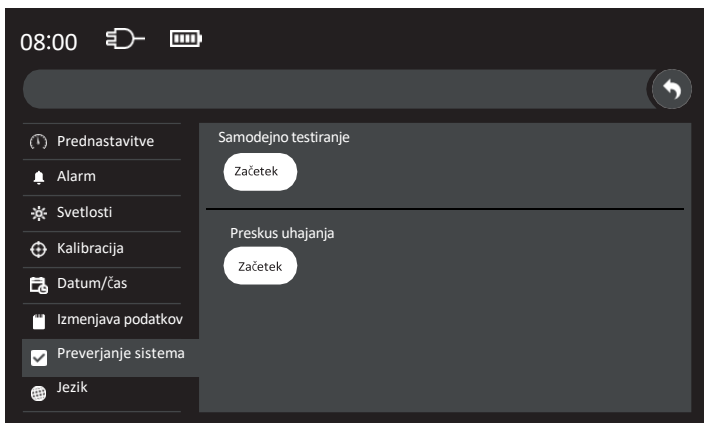 08:00
Prednastavitve
Alarm
Svetlosti
Kalibracija
Datum/čas
Izmenjava podatkov
Preverjanje sistema
Jezik
Samodejno testiranje
Začetek
Preskus uhajanja
Začetek